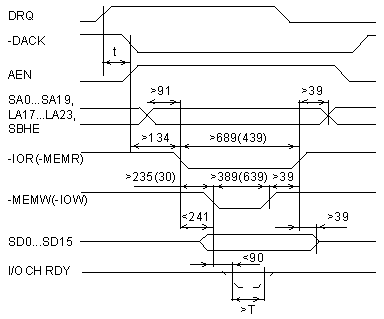 DRQ
-DACK
t
AEN
>91
>39
SA0...SA19,
LA17...LA23,
SBHE
>134
>689(439)
-IOR(-MEMR)
>235(30)
>389(639)
>39
-MEMW(-IOW)
<241
>39
SD0...SD15
<90
I/O CH RDY
>T